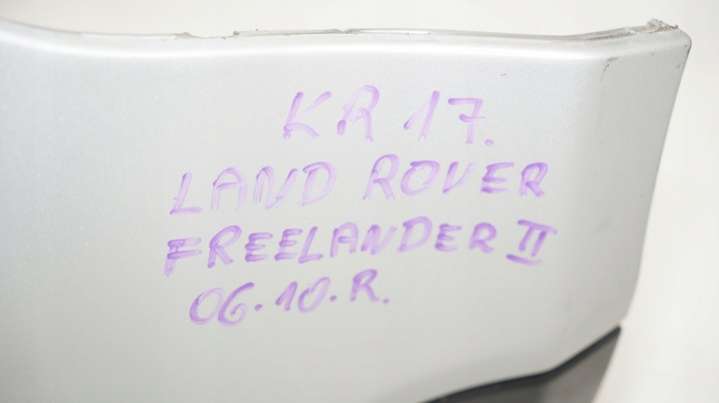 KR 17.
LAND ROVER
FREELANDER II
06.10.R.